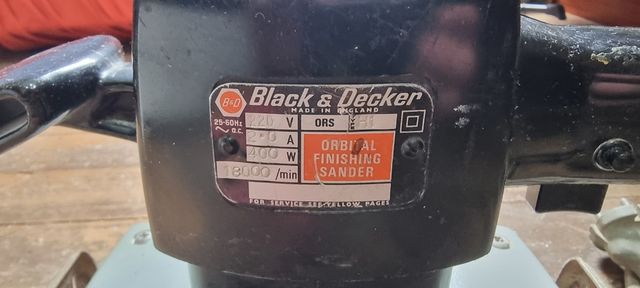 B&D Black & Decker
MADE IN ENGLAND
25-60Hz 220 V ORS
D.C. A
400 W
18000 /min
ORBITAL
FINISHING
SANDER
FOR SERVICE SEE YELLOW PAGES